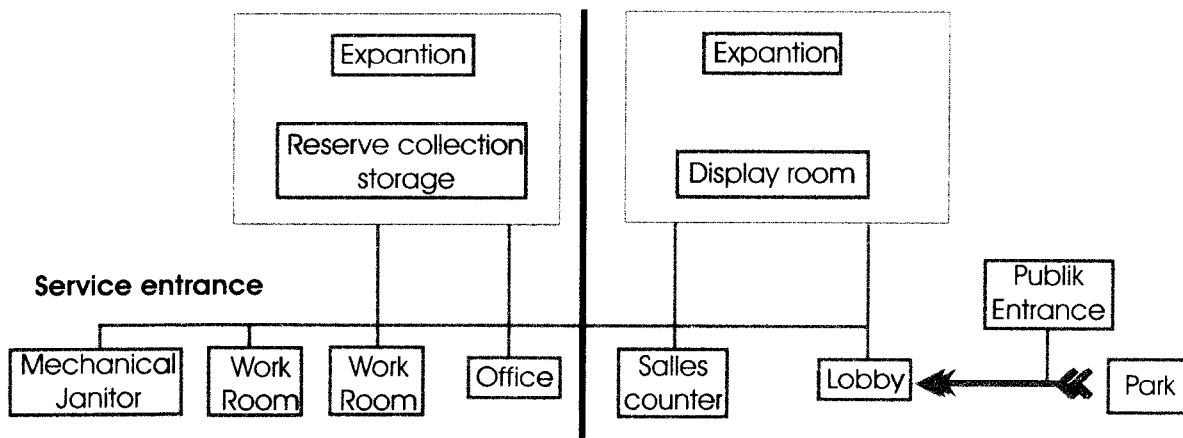 Expantion
Expantion
Reserve collection
storage
Display room
Service entrance
Publik
Entrance
Mechanical
Janitor
Work
Room
Work
Room
Office
Salles
counter
Lobby
Park